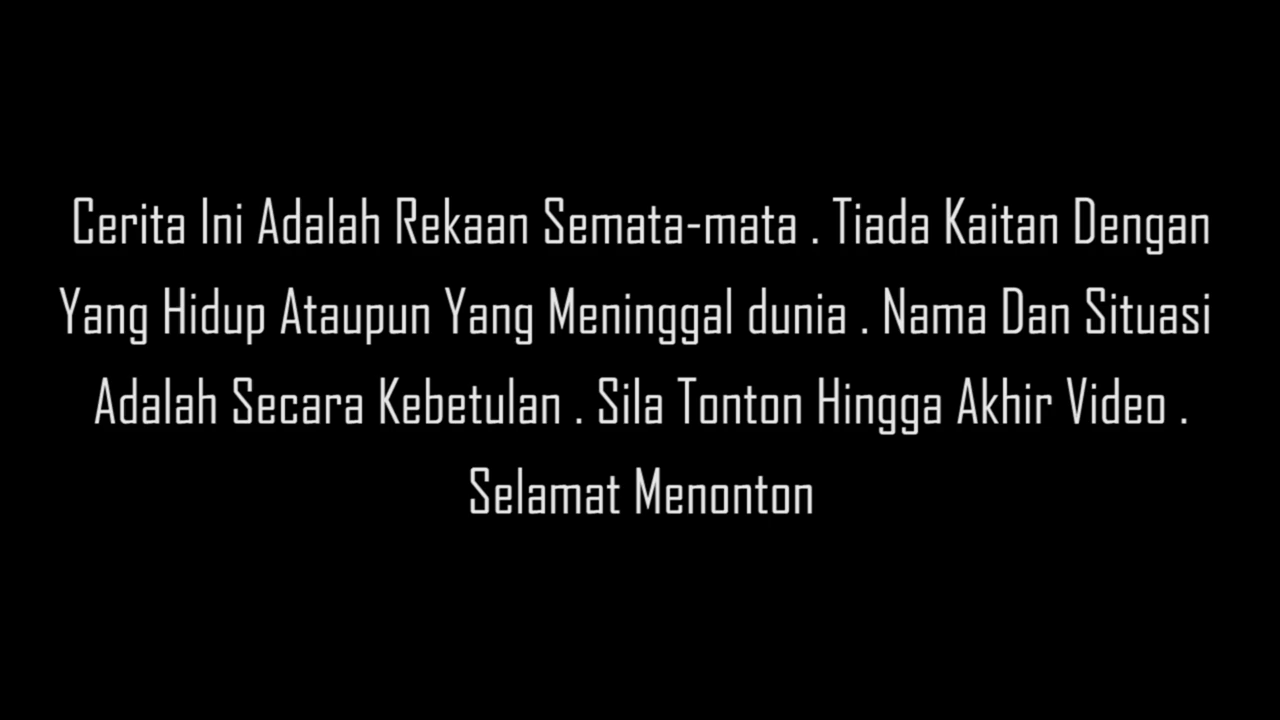 Cerita Ini Adalah Rekaan Semata-mata . Tiada Kaitan Dengan
Yang Hidup Ataupun Yang Meninggal dunia . Nama Dan Situasi
Adalah Secara Kebetulan . Sila Tonton Hingga Akhir Video .
Selamat Menonton